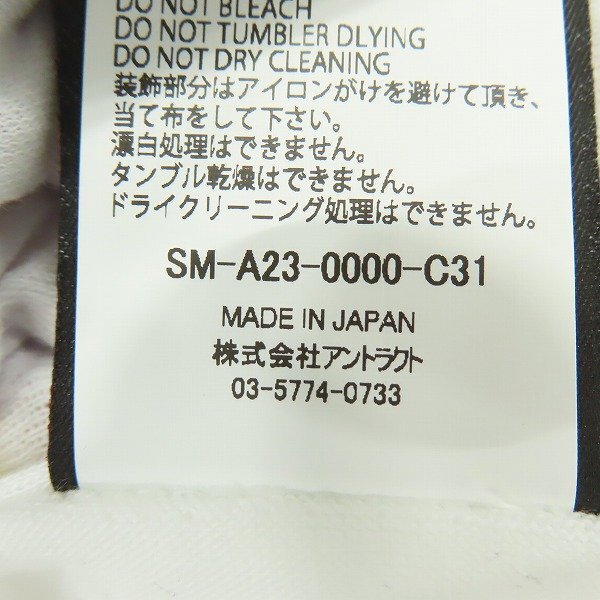 DO NOT BLEACH
DO NOT TUMBLER DLYING
DO NOT DRY CLEANING
装飾部分はアイロンがけを避けて頂き、
当て布をして下さい。
漂白処理はできません。
タンブル乾燥はできません。
ドライクリーニング処理はできません。
SM-A23-0000-C31
MADE IN JAPAN
株式会社アントラクト
03-5774-0733